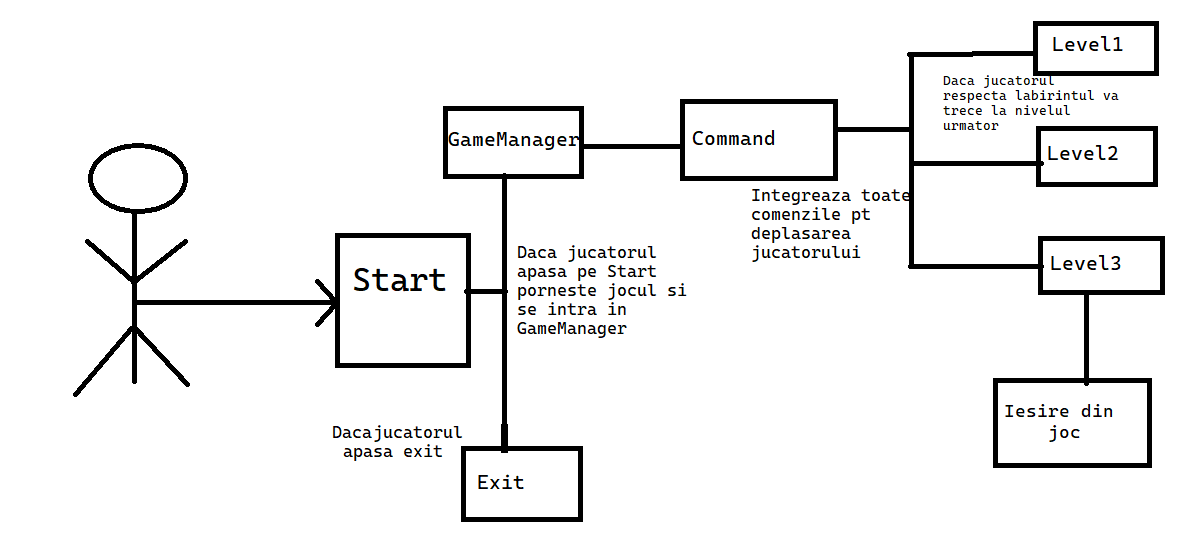 Level1
Daca jucatorul
respecta labirintul va
trece la nivelul
urmator
GameManager
Command
Level2
Integreaza toate
comenzile pt
deplasarea
jucatorului
Start
Daca jucatorul
apasa pe Start
porneste jocul si
se intra in
GameManager
Level3
Iesire din
joc
Dacajucatorul
apasa exit
Exit